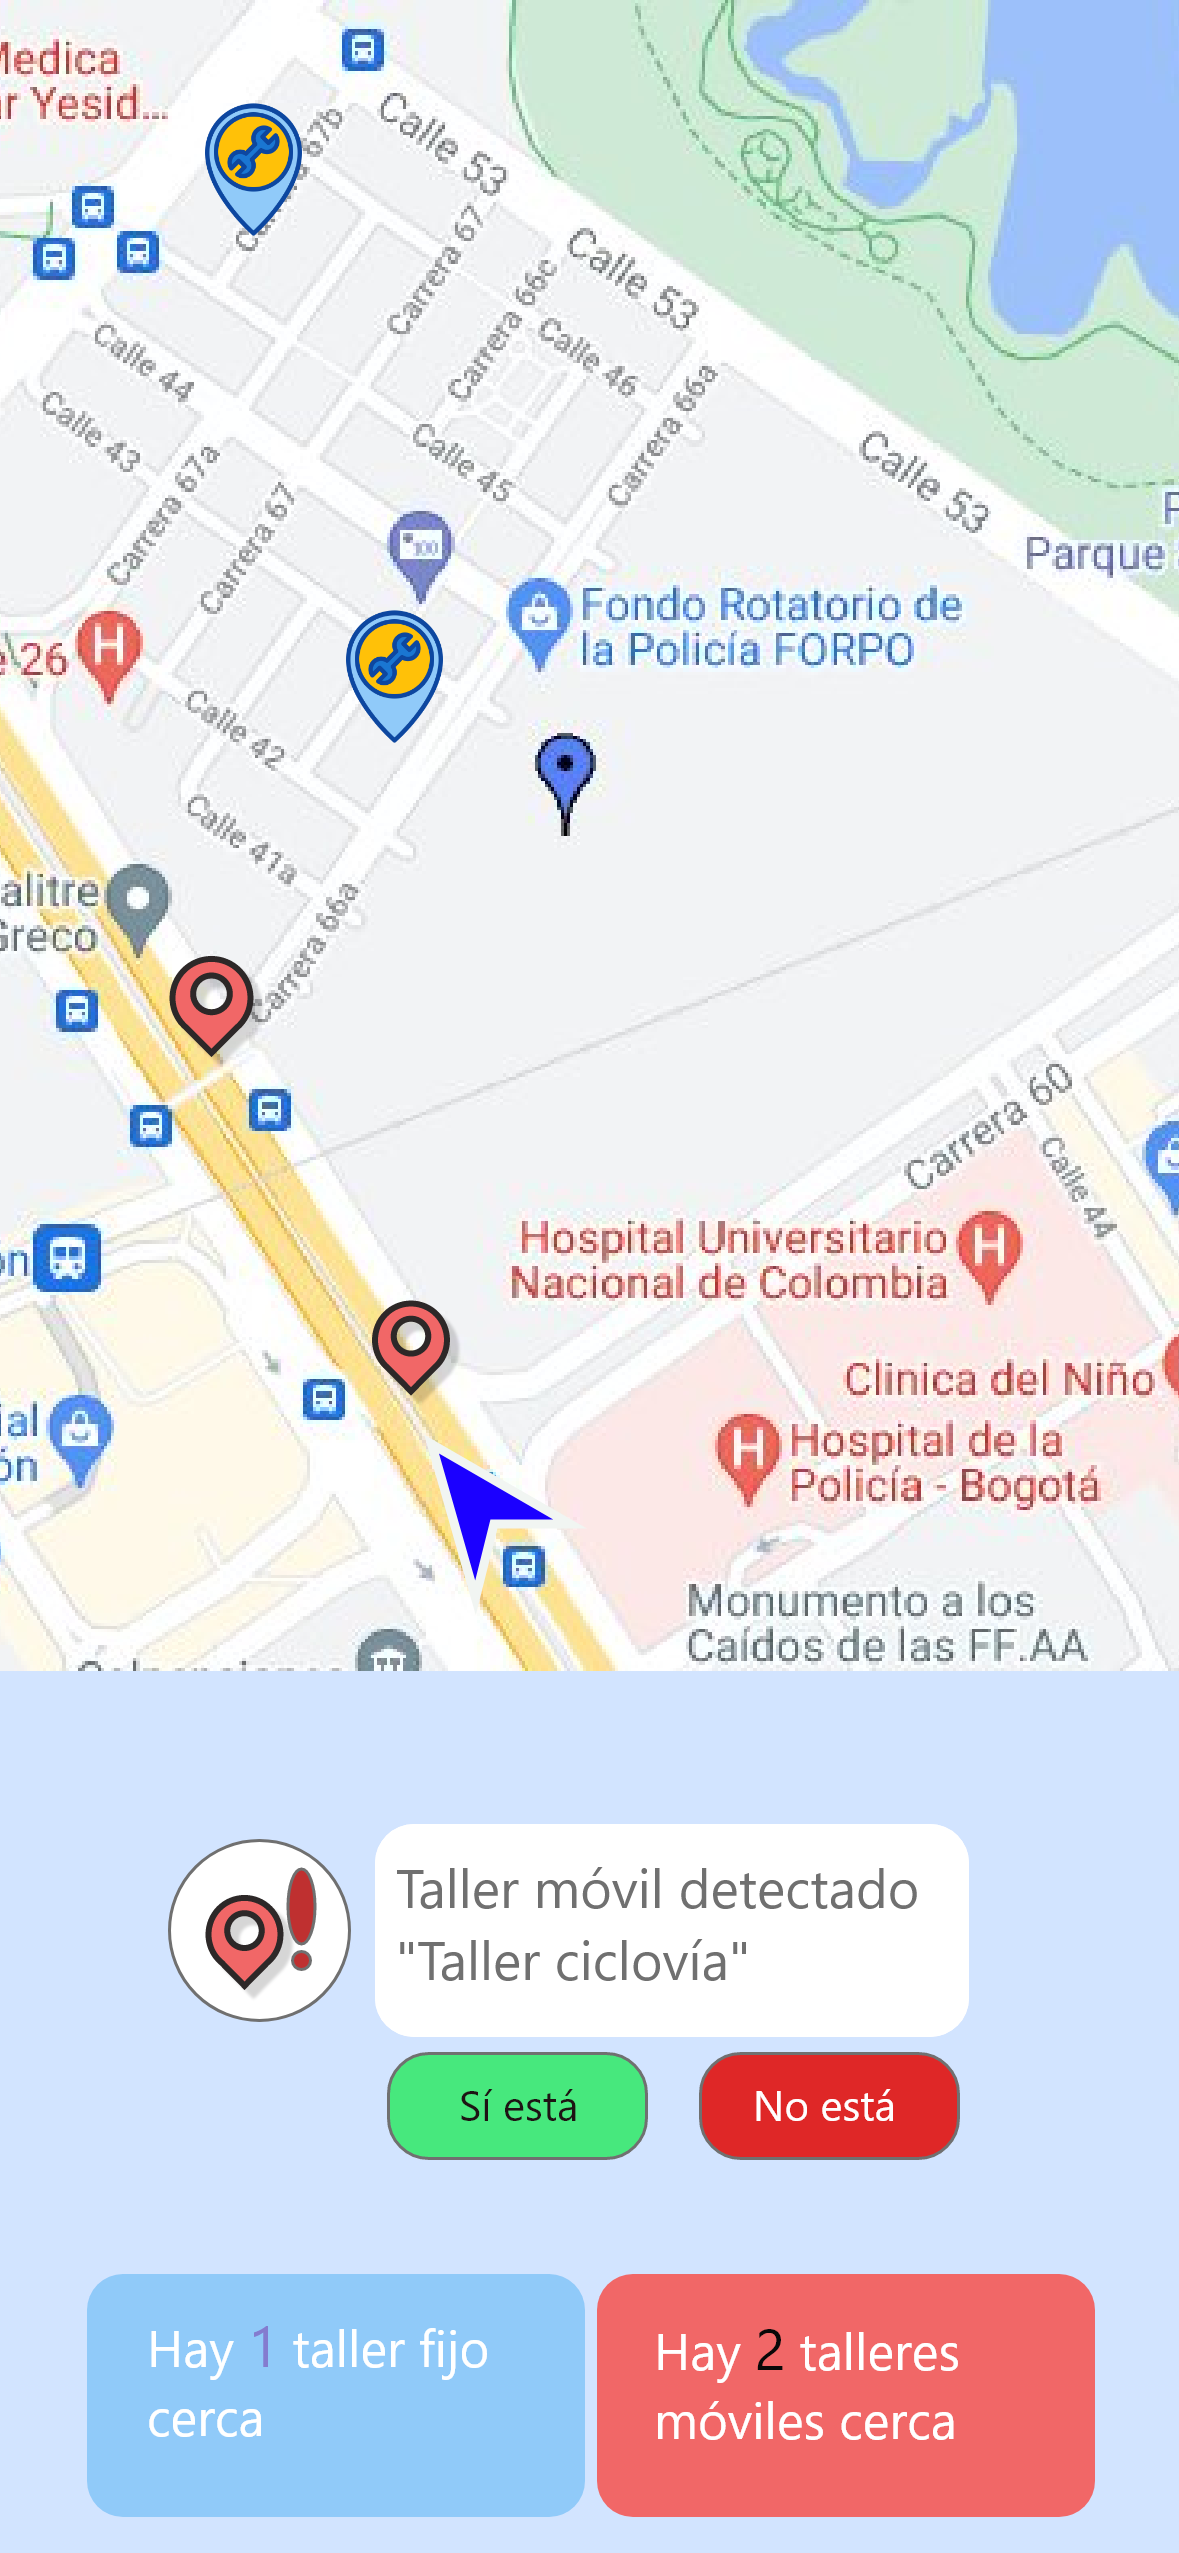 Medica
ar Yesid...
Calle 53
67b
Carrera 67
Calle 53
Carrera 66c
Calle 46
Calle 44
Calle 43
Carrera 66a
Calle 45
Calle 53
Carrera 67a
Carrera 67
100
Parque
Fondo Rotatorio de
la Policía FORPO
H
26
Calle 42
Calle 41a
alitre
Greco
Carrera 66a
Carrera 60
Calle 44
Hospital Universitario
Nacional de Colombia
H
ón
Clinica del Niño
ial
ón
H
Hospital de la
Policía - Bogotá
Monumento a los
Caídos de las FF.AA
Taller móvil detectado
"Taller ciclovía"
Sí está
No está
Hay 1 taller fijo
cerca
Hay 2 talleres
móviles cerca